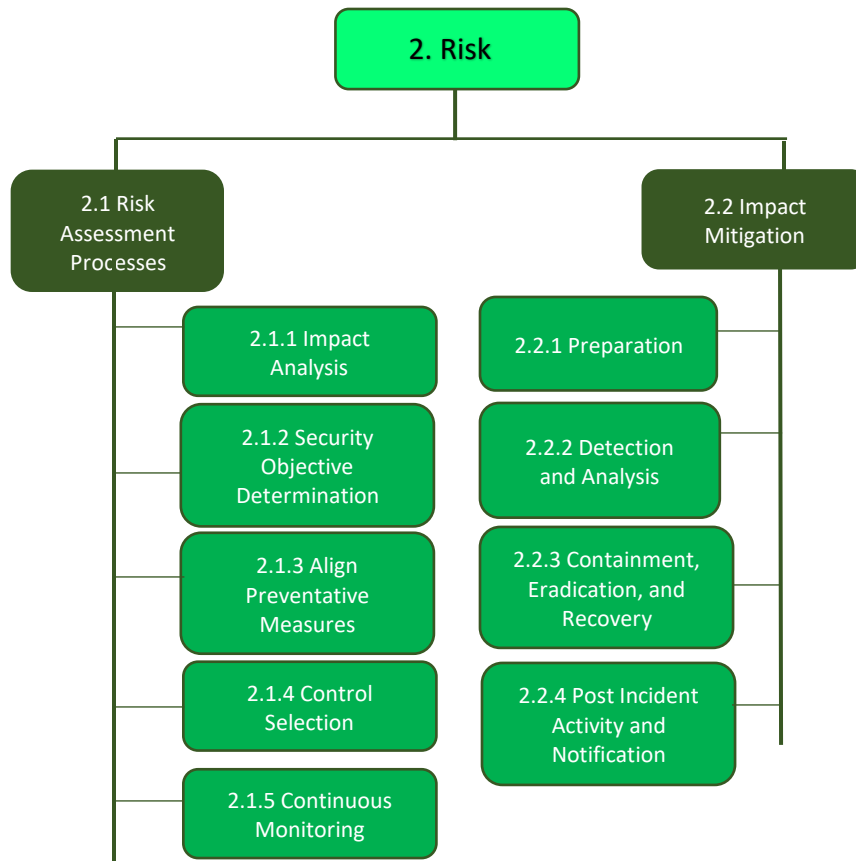 2. Risk
2.1 Risk
Assessment
Processes
2.2 Impact
Mitigation
2.1.1 Impact
Analysis
2.1.2 Security
Objective
Determination
2.1.3 Align
Preventative
Measures
2.1.4 Control
Selection
2.1.5 Continuous
Monitoring
2.2.1 Preparation
2.2.2 Detection
and Analysis
2.2.3 Containment,
Eradication, and
Recovery
2.2.4 Post Incident
Activity and
Notification